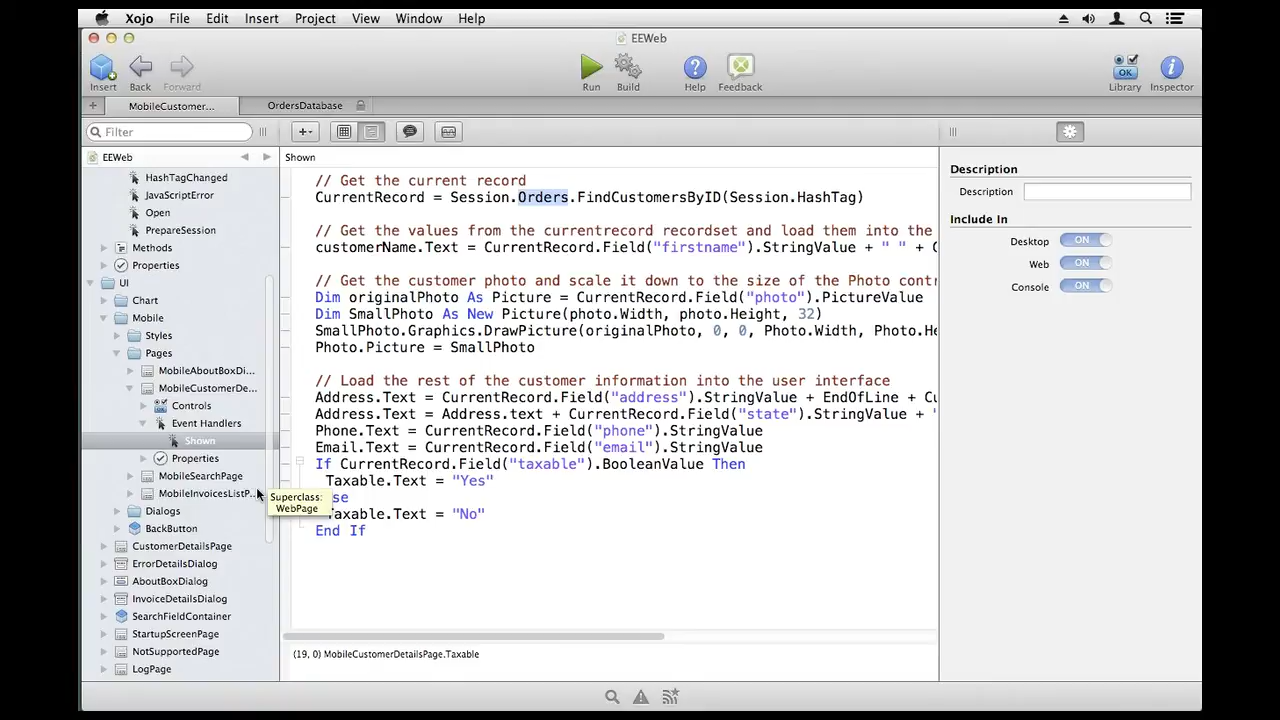 Xojo File Edit Insert Project View Window Help
EEWeb
Insert Back Forward Run Build Help Feedback OK Library Inspector
MobileCustomer... OrdersDatabase
Filter
EEWeb
Shown
HashTagChanged
JavaScriptError
Open
PrepareSession
Methods
Properties
UI
Chart
Mobile
Styles
Pages
MobileAboutBoxDi...
MobileCustomerDe...
Controls
Event Handlers
Shown
Properties
MobileSearchPage
MobileInvoicesListP...
Dialogs
BackButton
CustomerDetailsPage
ErrorDetailsDialog
AboutBoxDialog
InvoiceDetailsDialog
SearchFieldContainer
StartupScreenPage
NotSupportedPage
LogPage
Superclass:
WebPage
// Get the current record
CurrentRecord = Session.Orders.FindCustomersByID(Session.HashTag)
// Get the values from the currentrecord recordset and load them into the
customerName.Text = CurrentRecord.Field("firstname").StringValue + " " + C
// Get the customer photo and scale it down to the size of the Photo contr
Dim originalPhoto As Picture = CurrentRecord.Field("photo").PictureValue
Dim SmallPhoto As New Picture(photo.Width, photo.Height, 32)
SmallPhoto.Graphics.DrawPicture(originalPhoto, 0, 0, Photo.Width, Photo.He
Photo.Picture = SmallPhoto
// Load the rest of the customer information into the user interface
Address.Text = CurrentRecord.Field("address").StringValue + EndOfLine + Cu
Address.Text = Address.text + CurrentRecord.Field("state").StringValue + "
Phone.Text = CurrentRecord.Field("phone").StringValue
Email.Text = CurrentRecord.Field("email").StringValue
If CurrentRecord.Field("taxable").BooleanValue Then
Taxable.Text = "Yes"
se
axable.Text = "No"
End If
(19, 0) MobileCustomerDetailsPage.Taxable
Description
Description
Include In
Desktop ON
Web ON
Console ON